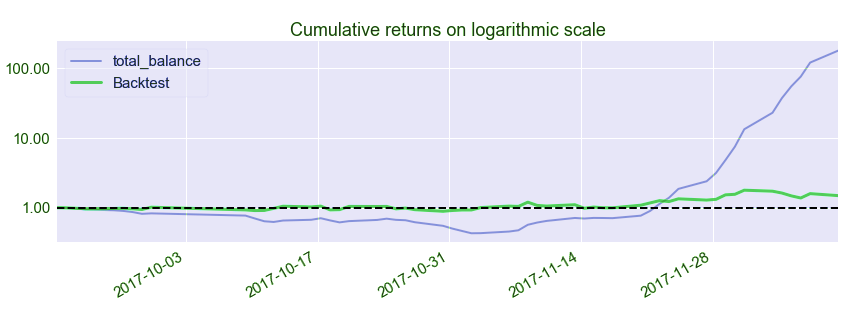 Cumulative returns on logarithmic scale
total_balance
Backtest
100.00
10.00
1.00
2017-10-03
2017-10-17
2017-10-31
2017-11-14
2017-11-28